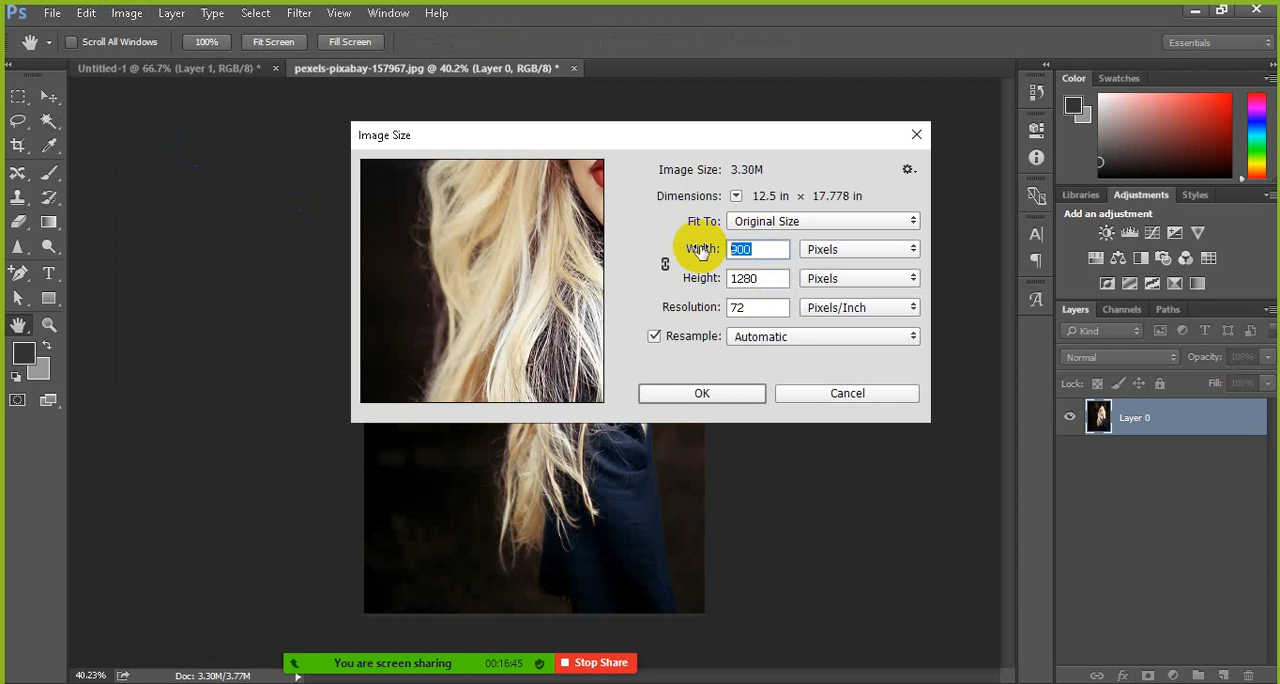 Ps File Edit Image Layer Type Select Filter View Window Help
Scroll All Windows 100% Fit Screen Fill Screen Essentials
Untitled-1 @ 66.7% (Layer 1, RGB/8) * × pexels-pixabay-157967.jpg @ 40.2% (Layer 0, RGB/8) * ×
Color Swatches
Image Size
Image Size: 3.30M
Dimensions: 12.5 in × 17.778 in
Fit To: Original Size
Width: 900 Pixels
Height: 1280 Pixels
Resolution: 72 Pixels/Inch
Resample: Automatic
OK Cancel
Libraries Adjustments Styles
Add an adjustment
Layers Channels Paths
Kind
Normal Opacity: 100%
Lock: Fill: 100%
Layer 0
You are screen sharing 00:16:45 Stop Share
40.23% Doc: 3.30M/3.77M